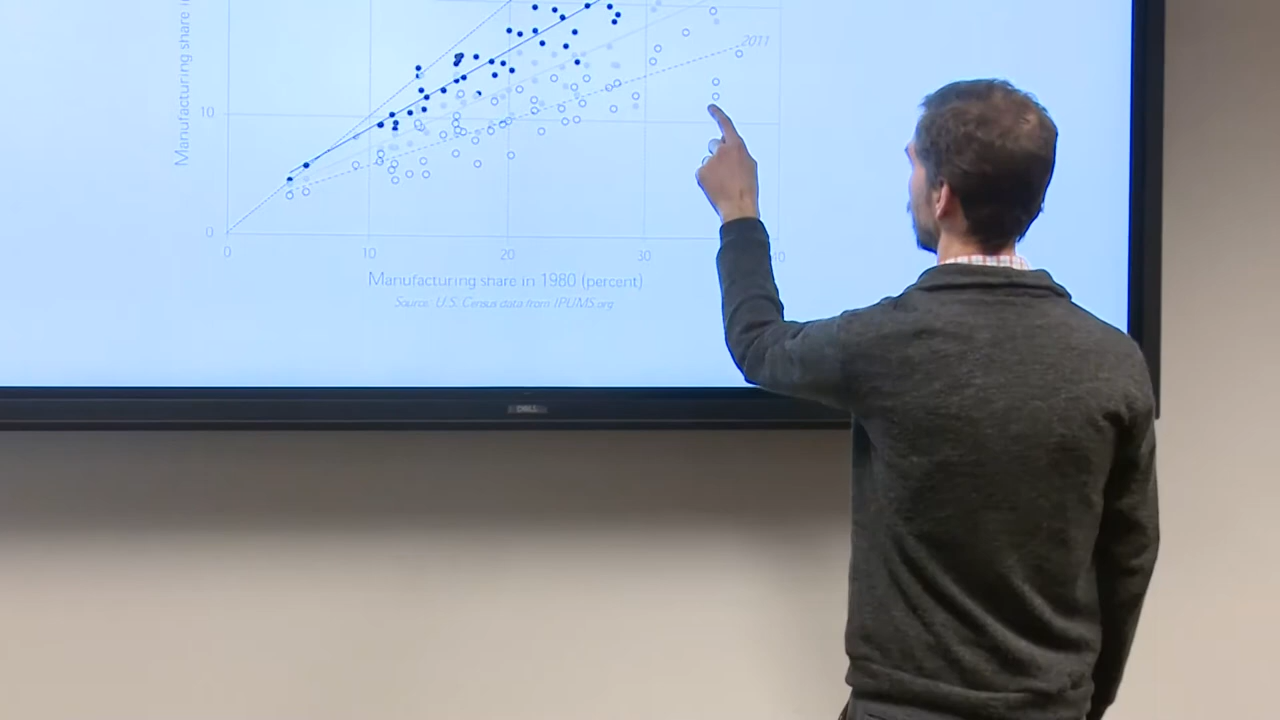 Manufacturing share i
2011
10
0
0
10
20
30
40
Manufacturing share in 1980 (percent)
Source: U.S. Census data from IPUMS.org
DELL